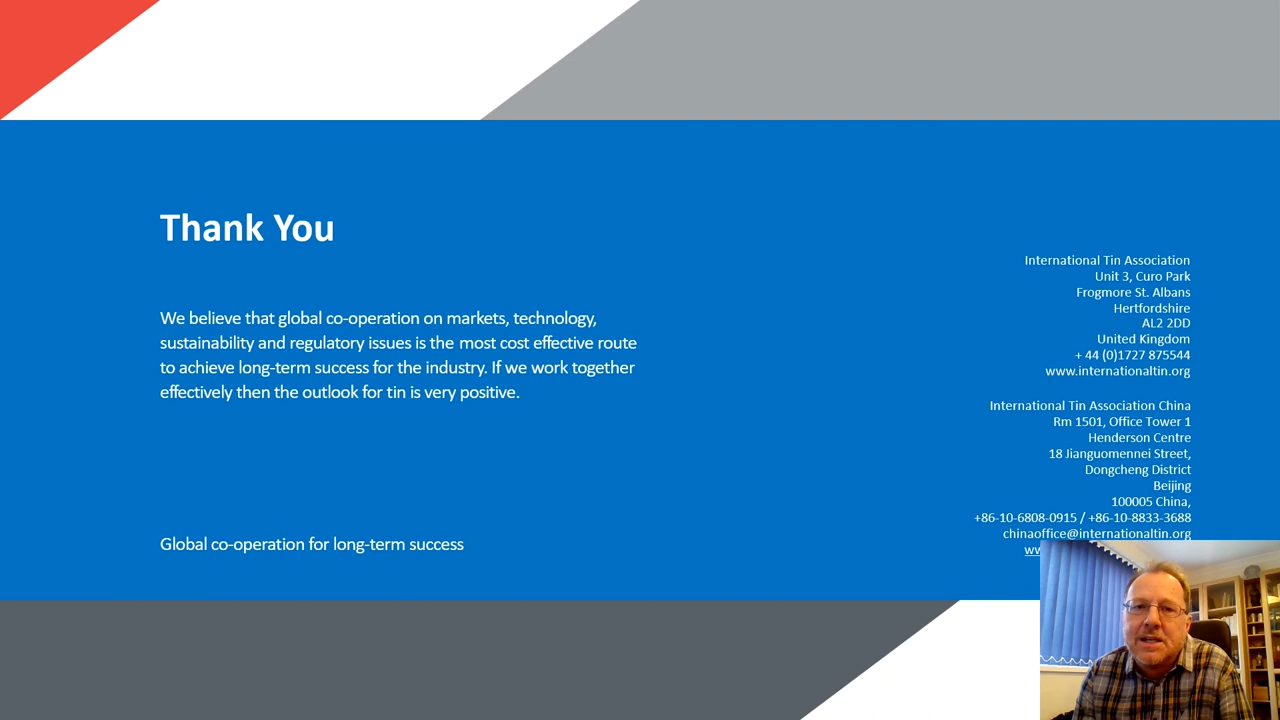 Thank You
We believe that global co-operation on markets, technology,
sustainability and regulatory issues is the most cost effective route
to achieve long-term success for the industry. If we work together
effectively then the outlook for tin is very positive.
Global co-operation for long-term success
International Tin Association
Unit 3, Curo Park
Frogmore St. Albans
Hertfordshire
AL2 2DD
United Kingdom
+ 44 (0)1727 875544
www.internationaltin.org
International Tin Association China
Rm 1501, Office Tower 1
Henderson Centre
18 Jianguomennei Street,
Dongcheng District
Beijing
100005 China,
+86-10-6808-0915 / +86-10-8833-3688
chinaoffice@internationaltin.org